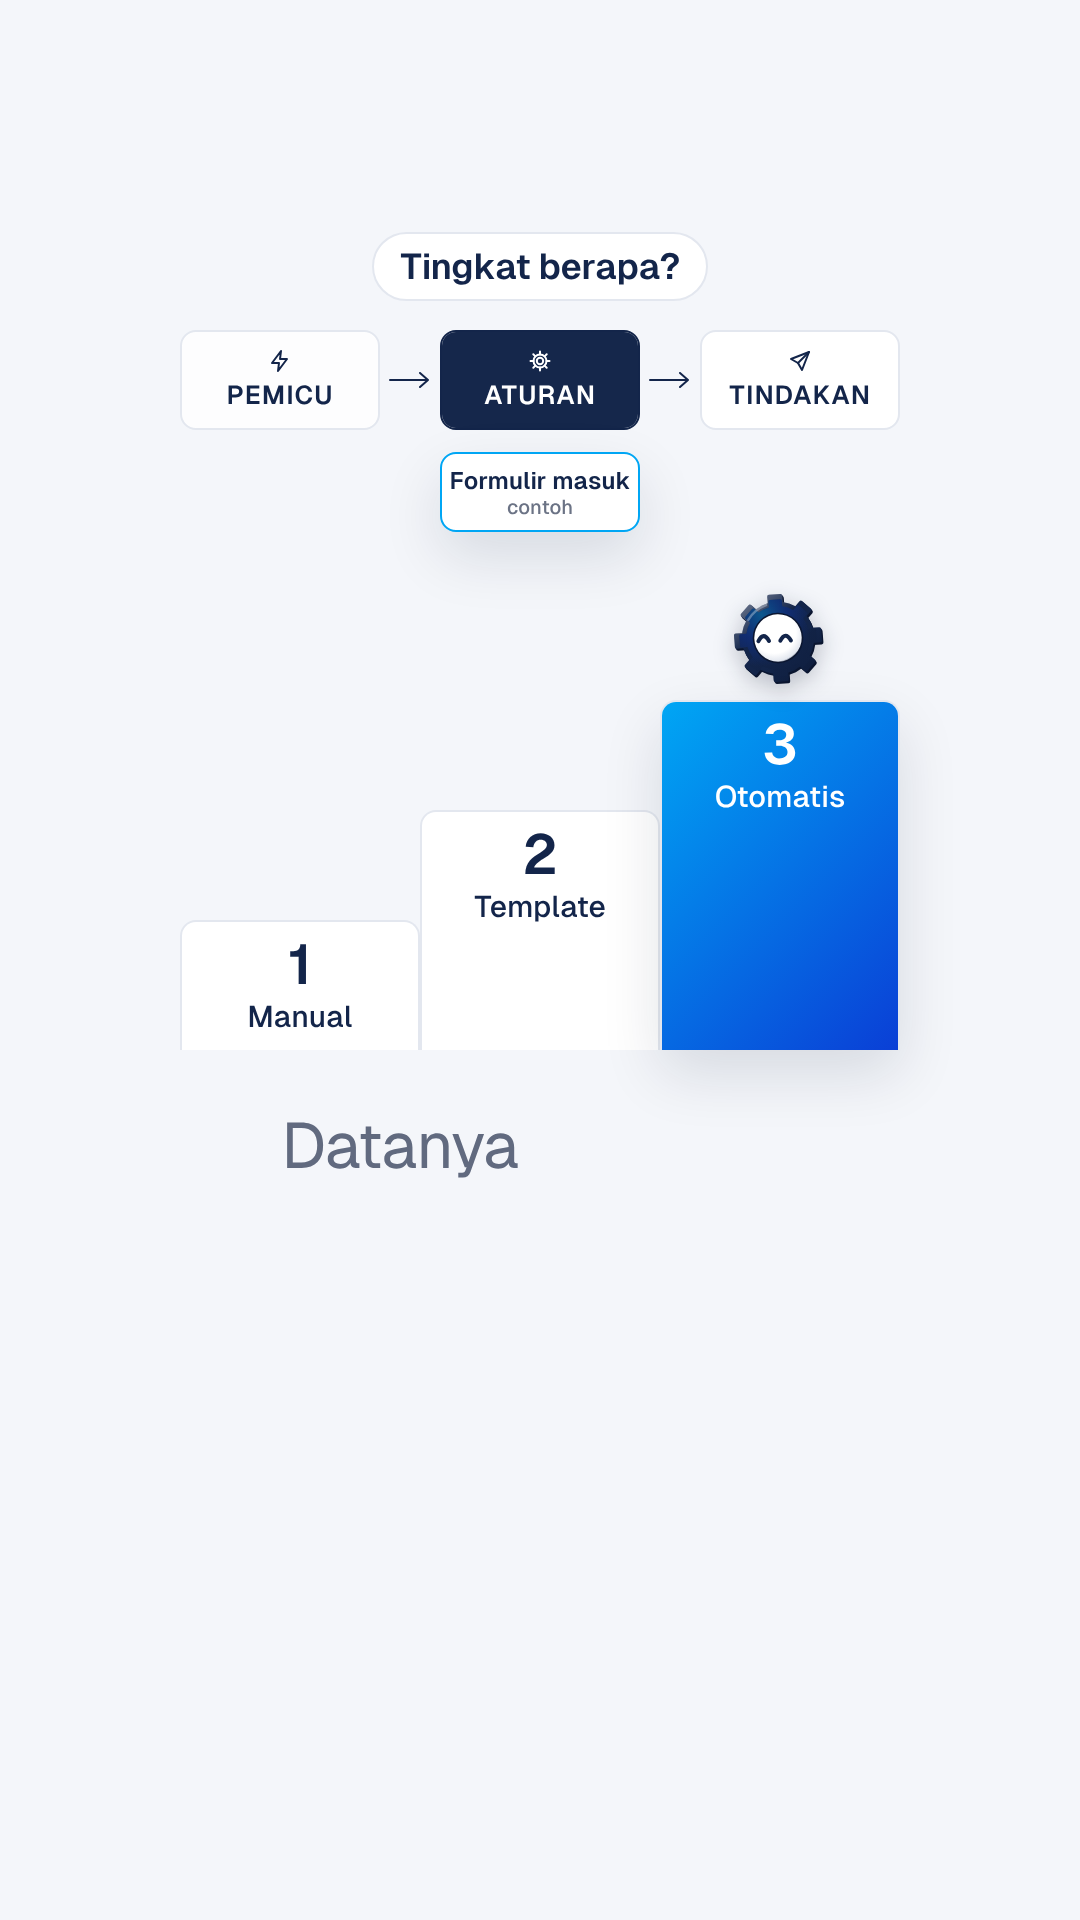 Tingkat berapa?
PEMICU
ATURAN
TINDAKAN
Formulir masuk
contoh
3
Otomatis
2
Template
1
Manual
Datanya